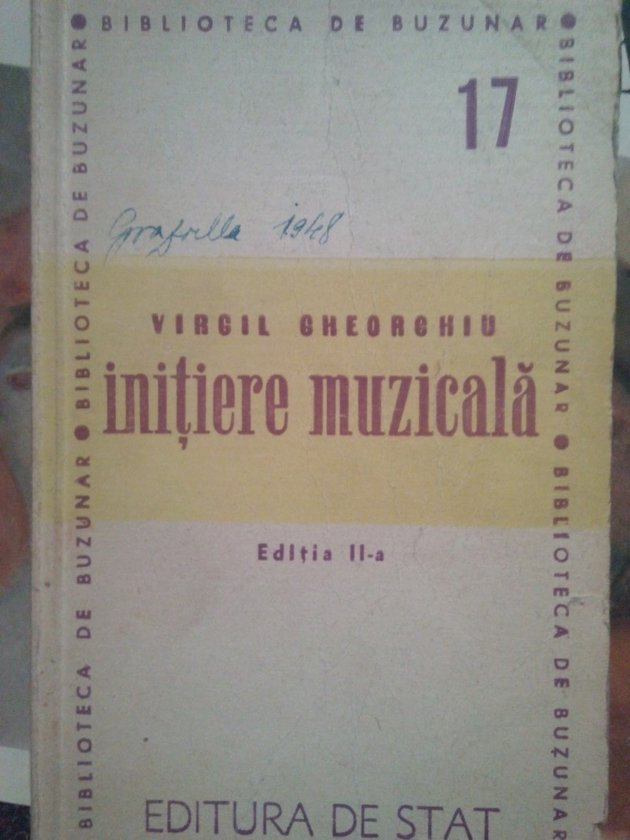 BIBLIOTECA DE BUZUNAR
BIBLIOTECA DE BUZUNAR
BIBLIOTECA DE BUZUNAR
BIBLIOTECA DE BUZUNAR
BIBLIOTECA DE BUZUNAR
17
1948
VIRGIL GHEORGHIU
inițiere muzicală
Ediția II-a
EDITURA DE STAT